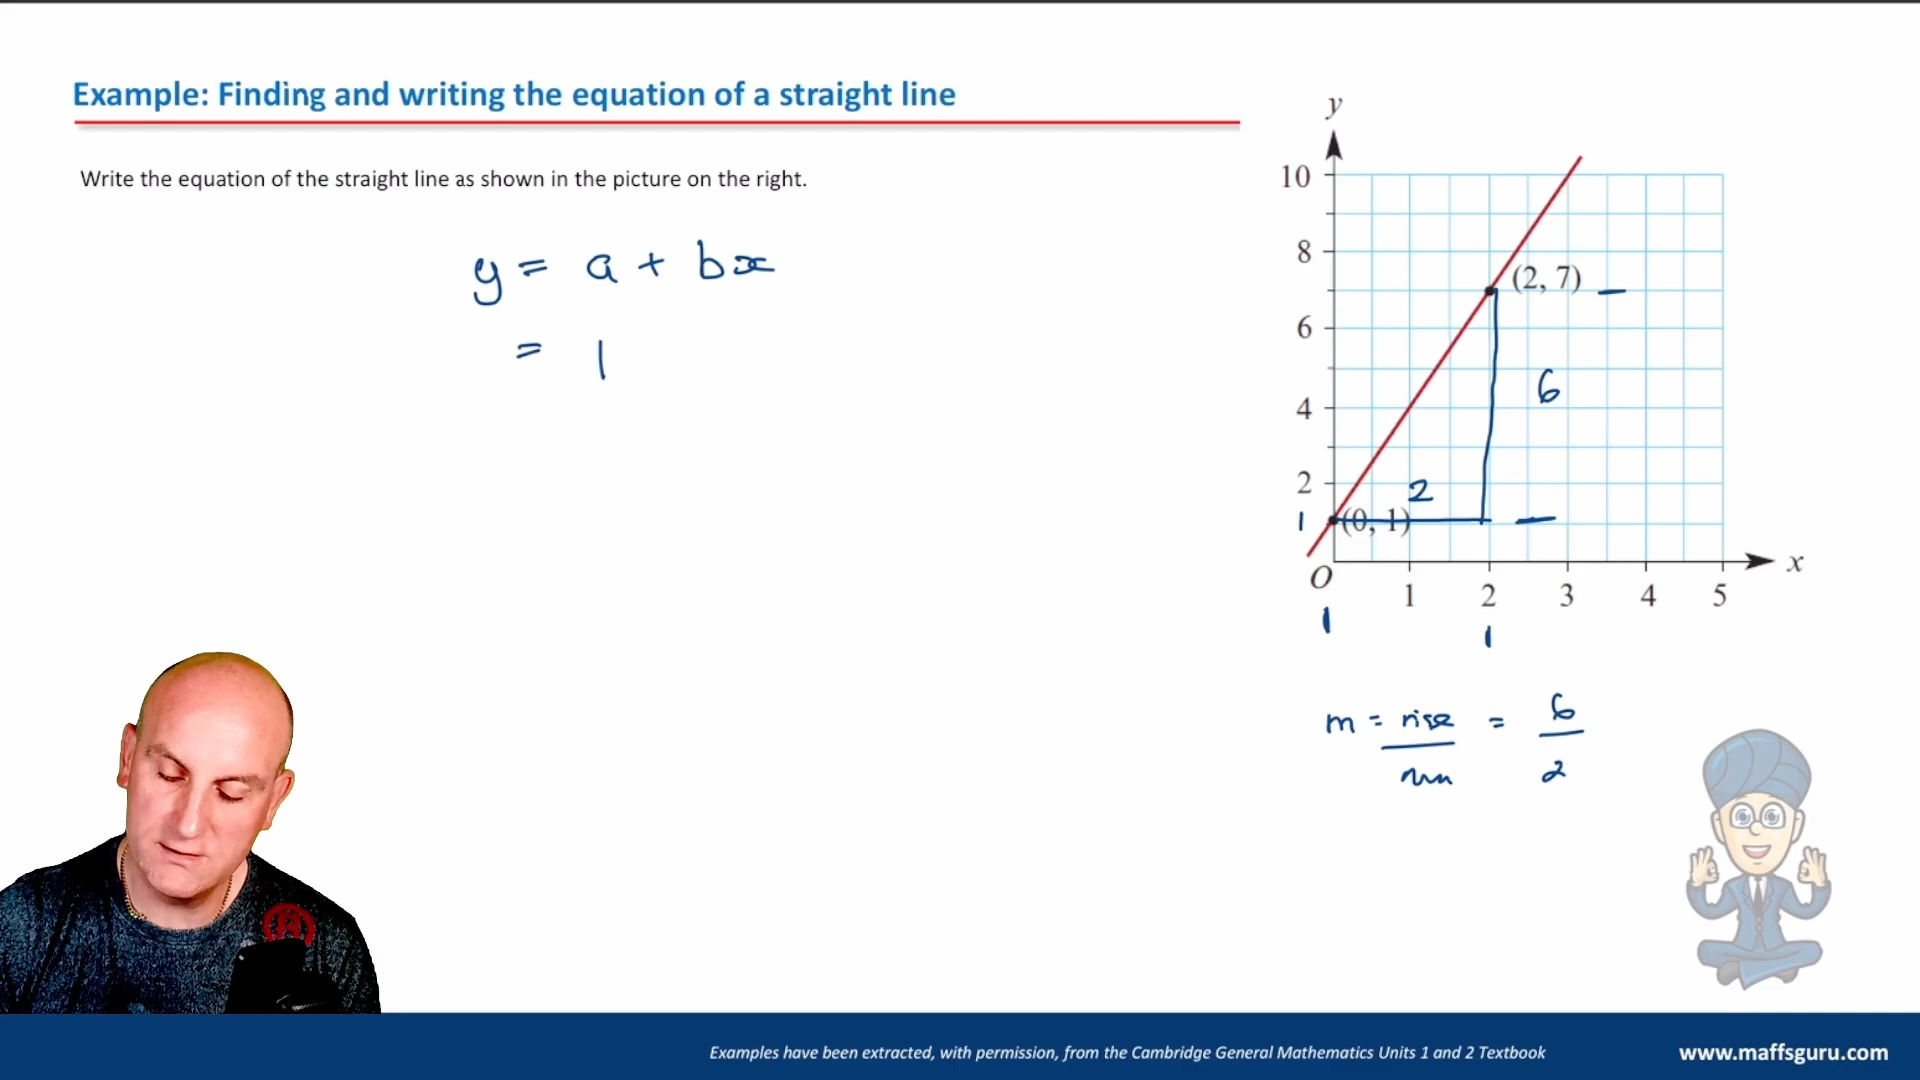 Example: Finding and writing the equation of a straight line
Write the equation of the straight line as shown in the picture on the right.
y = a + bx
= 1
y
10
8
(2, 7)
6
6
4
2
2
1
(0, 1)
O
1
2
3
4
5
x
1
1
m = rise = 6
run 2
Examples have been extracted, with permission, from the Cambridge General Mathematics Units 1 and 2 Textbook
www.maffsguru.com